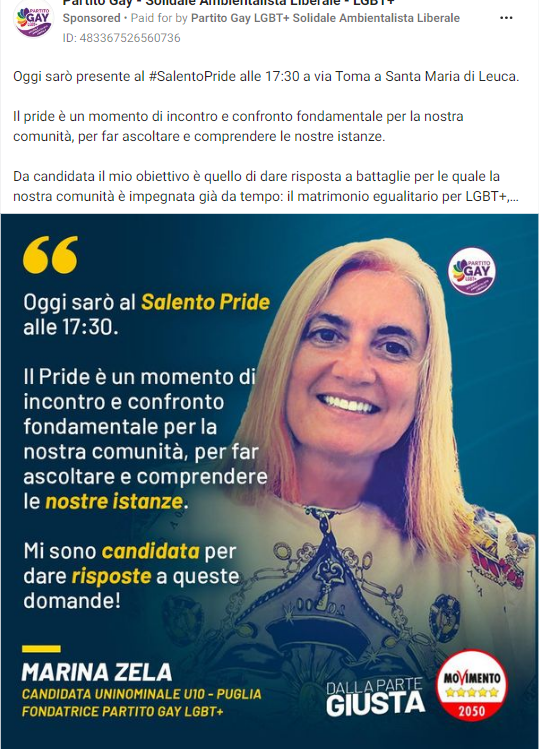 Partito Gay - Solidale Ambientalista Liberale - LGBT+
Sponsored • Paid for by Partito Gay LGBT+ Solidale Ambientalista Liberale
ID: 483367526560736
Oggi sarò presente al #SalentoPride alle 17:30 a via Toma a Santa Maria di Leuca.
Il pride è un momento di incontro e confronto fondamentale per la nostra
comunità, per far ascoltare e comprendere le nostre istanze.
Da candidata il mio obiettivo è quello di dare risposta a battaglie per le quale la
nostra comunità è impegnata già da tempo: il matrimonio egualitario per LGBT+,...
PARTITO
GAY
LGBT+
Oggi sarò al Salento Pride
alle 17:30.
Il Pride è un momento di
incontro e confronto
fondamentale per la
nostra comunità, per far
ascoltare e comprendere
le nostre istanze.
Mi sono candidata per
dare risposte a queste
domande!
MARINA ZELA
CANDIDATA UNINOMINALE U10 - PUGLIA
FONDATRICE PARTITO GAY LGBT+
DALLA PARTE
GIUSTA
MOVIMENTO
2050